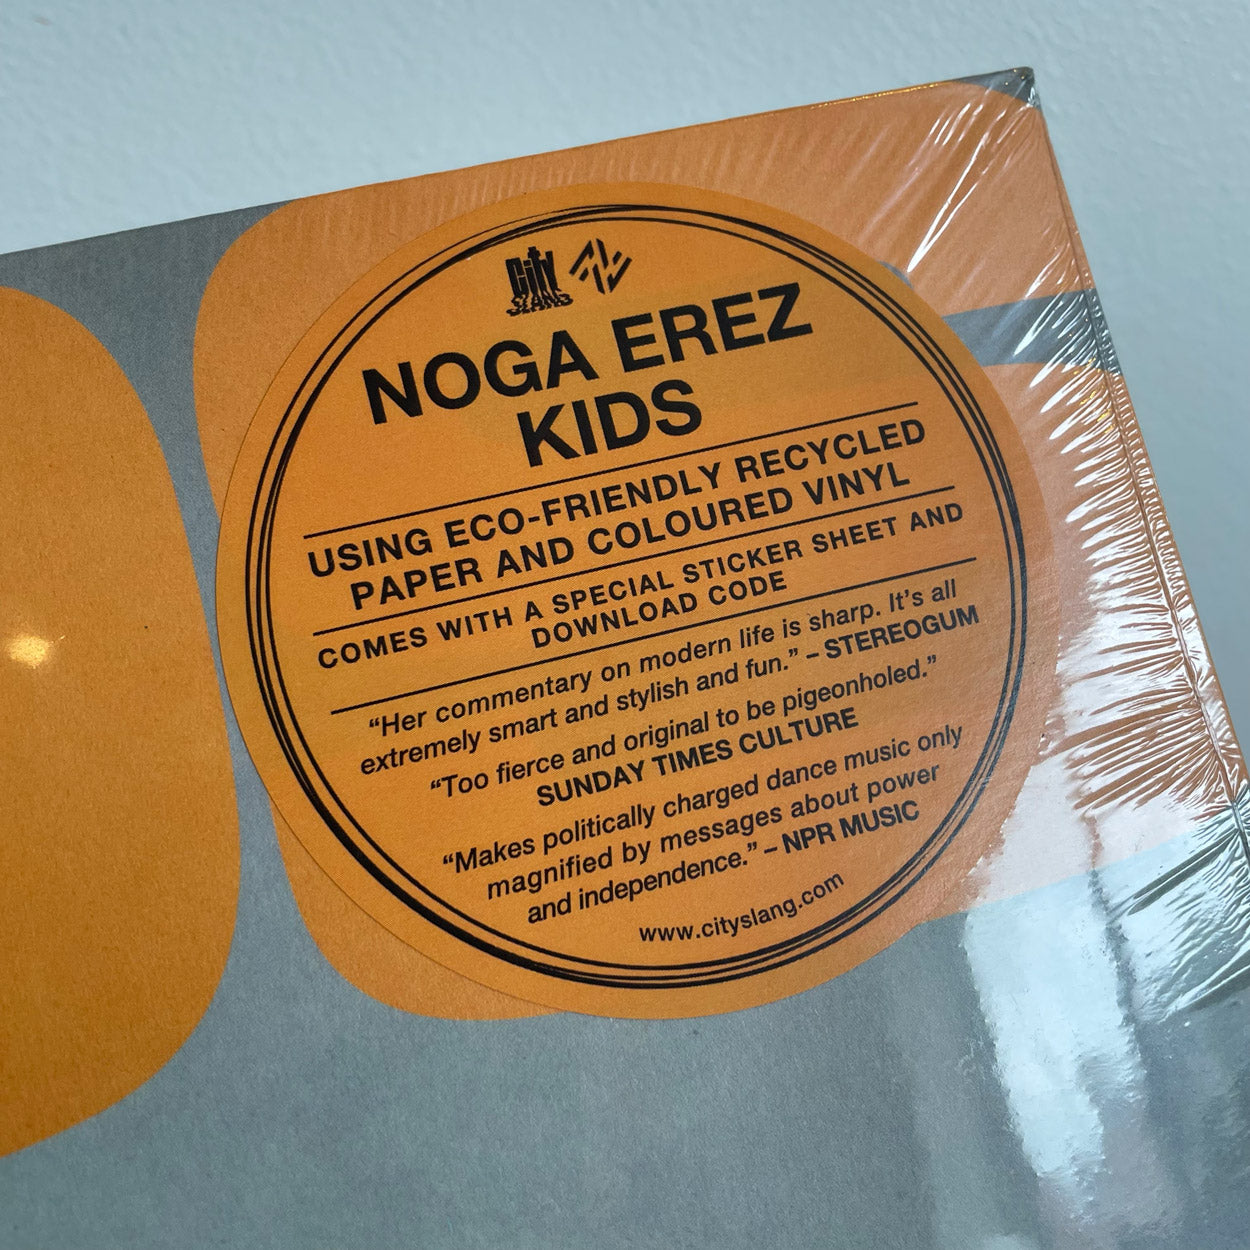 City
SLANG
NOGA EREZ
KIDS
USING ECO-FRIENDLY RECYCLED
PAPER AND COLOURED VINYL
COMES WITH A SPECIAL STICKER SHEET AND
DOWNLOAD CODE
“Her commentary on modern life is sharp. It’s all
extremely smart and stylish and fun.” – STEREOGUM
“Too fierce and original to be pigeonholed.”
SUNDAY TIMES CULTURE
“Makes politically charged dance music only
magnified by messages about power
and independence.” – NPR MUSIC
www.cityslang.com